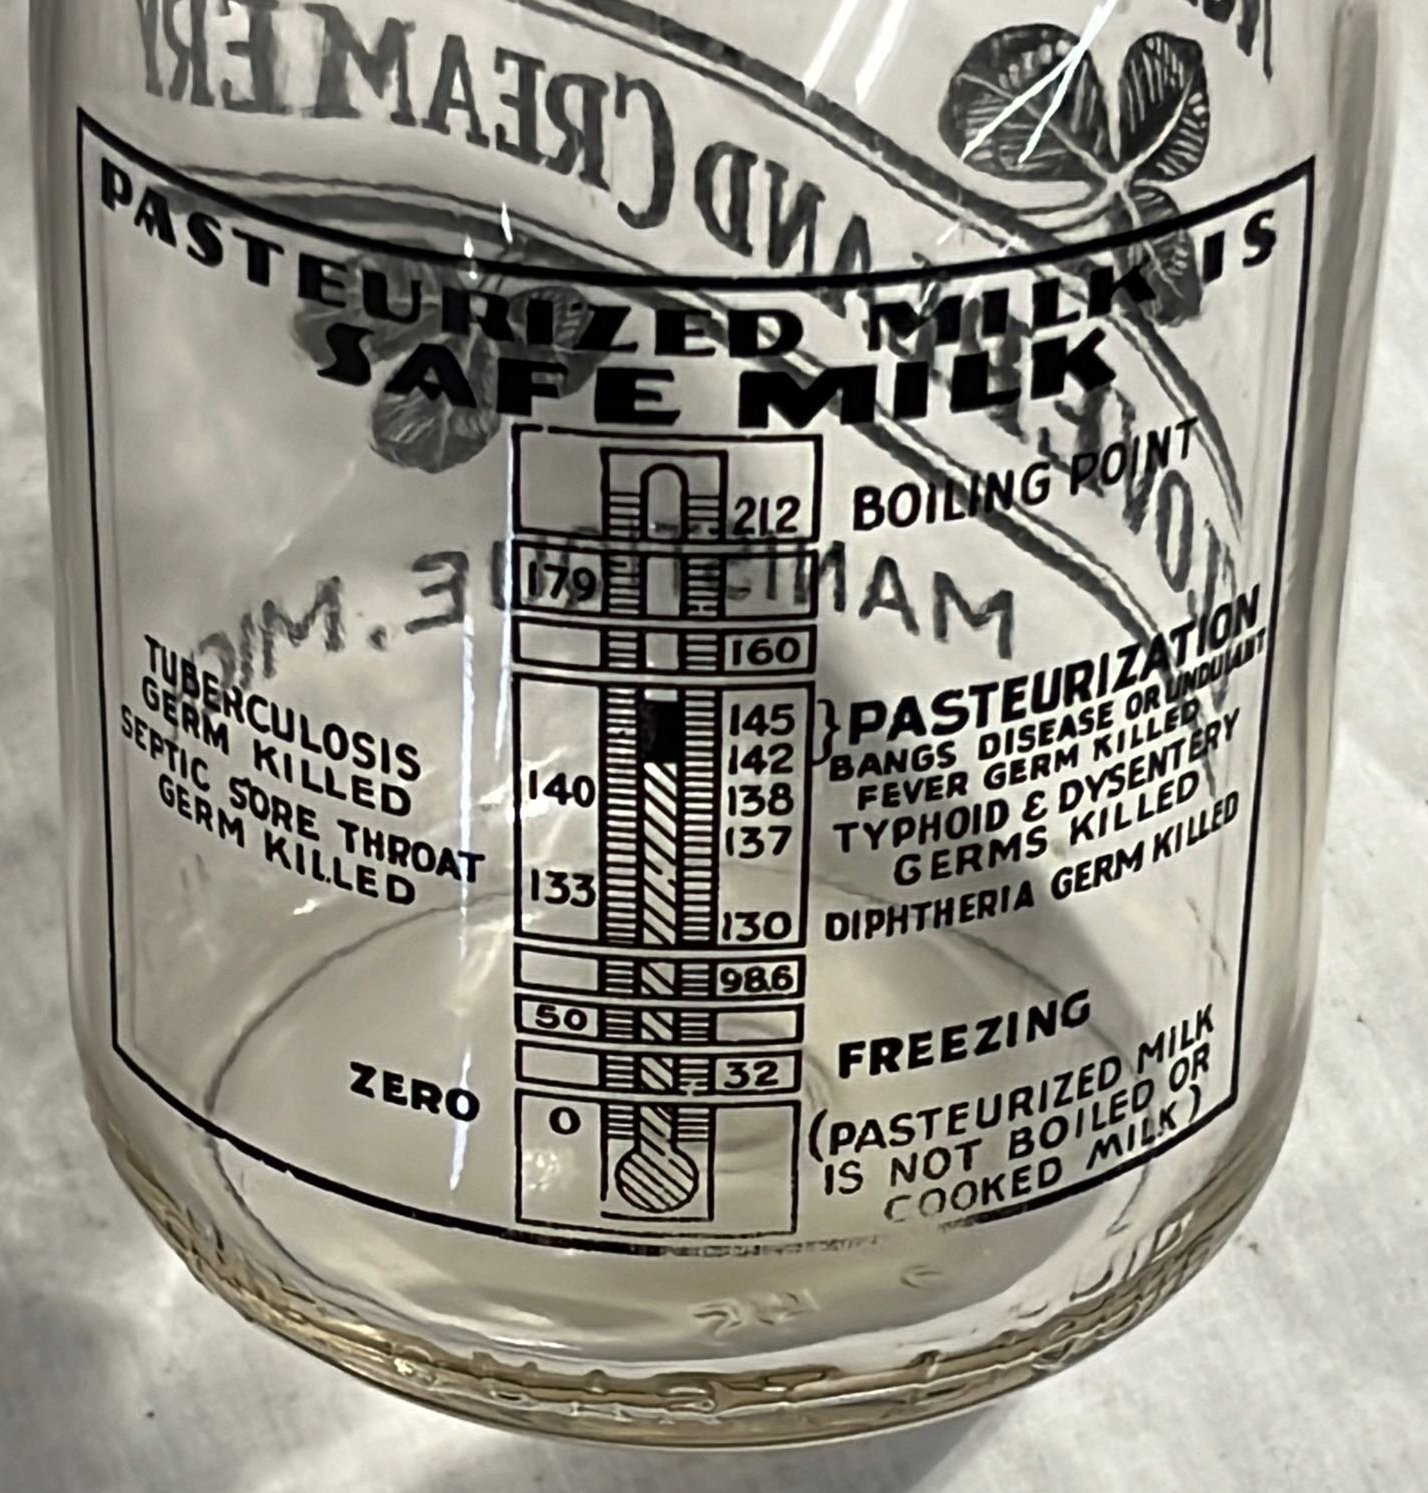 CREAMERY
AND
PASTEURIZED MILK IS
SAFE MILK
212 BOILING POINT
179
160
TUBERCULOSIS
GERM KILLED
SEPTIC SORE THROAT
GERM KILLED
145 } PASTEURIZATION
142 BANGS DISEASE OR UNDULANT
FEVER GERM KILLED
140
138 TYPHOID & DYSENTERY
137 GERMS KILLED
133
130 DIPHTHERIA GERM KILLED
98.6
50
32 FREEZING
ZERO 0
(PASTEURIZED MILK
IS NOT BOILED OR
COOKED MILK)